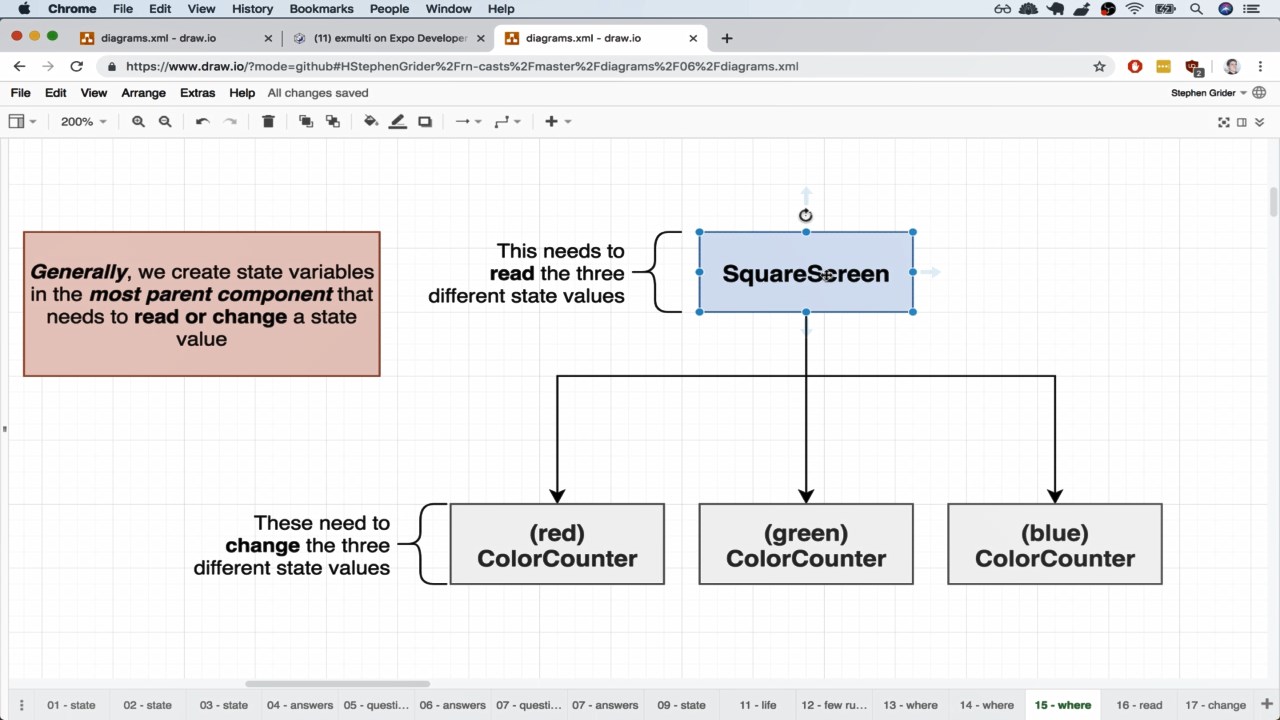 Chrome File Edit View History Bookmarks People Window Help
diagrams.xml - draw.io
(11) exmulti on Expo Developer
diagrams.xml - draw.io
https://www.draw.io/?mode=github#HStephenGrider%2Frn-casts%2Fmaster%2Fdiagrams%2F06%2Fdiagrams.xml
2
File Edit View Arrange Extras Help All changes saved
Stephen Grider
200%
Generally, we create state variables
in the most parent component that
needs to read or change a state
value
This needs to
read the three
different state values
SquareScreen
These need to
change the three
different state values
(red)
ColorCounter
(green)
ColorCounter
(blue)
ColorCounter
01 - state 02 - state 03 - state 04 - answers 05 - questi... 06 - answers 07 - questi... 07 - answers 09 - state 11 - life 12 - few ru... 13 - where 14 - where 15 - where 16 - read 17 - change